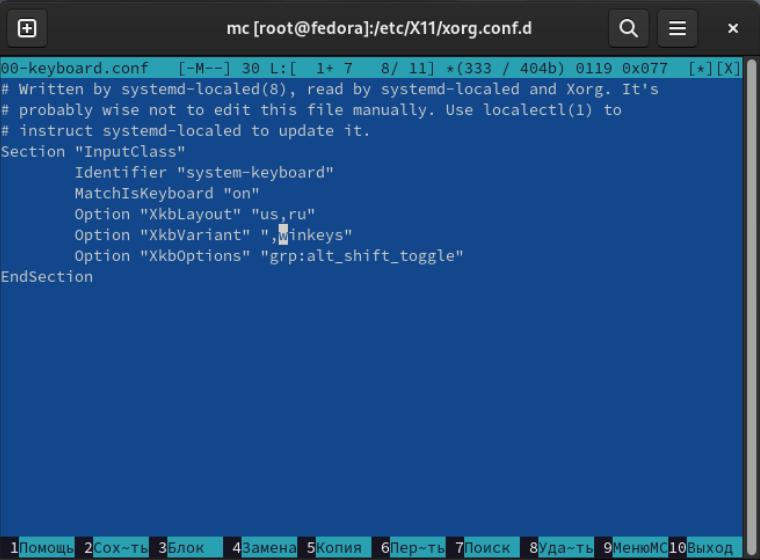 mc [root@fedora]:/etc/X11/xorg.conf.d
00-keyboard.conf [-M--] 30 L:[ 1+ 7 8/ 11] *(333 / 404b) 0119 0x077 [*][X]
# Written by systemd-localed(8), read by systemd-localed and Xorg. It's
# probably wise not to edit this file manually. Use localectl(1) to
# instruct systemd-localed to update it.
Section "InputClass"
Identifier "system-keyboard"
MatchIsKeyboard "on"
Option "XkbLayout" "us,ru"
Option "XkbVariant" ",winkeys"
Option "XkbOptions" "grp:alt_shift_toggle"
EndSection
1Помощь 2Сох~ть 3Блок 4Замена 5Копия 6Пер~ть 7Поиск 8Уда~ть 9МенюMC 10Выход